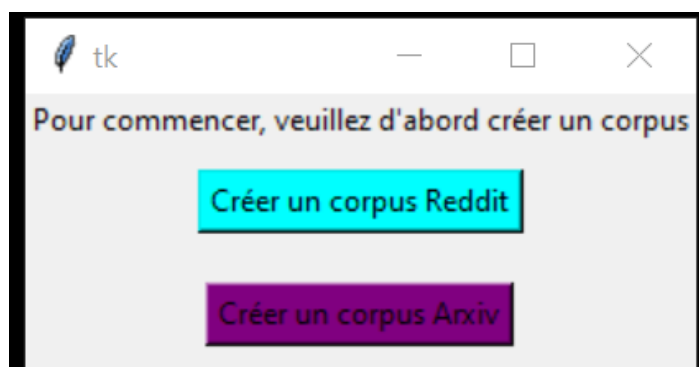 tk
Pour commencer, veuillez d'abord créer un corpus
Créer un corpus Reddit
Créer un corpus Arxiv